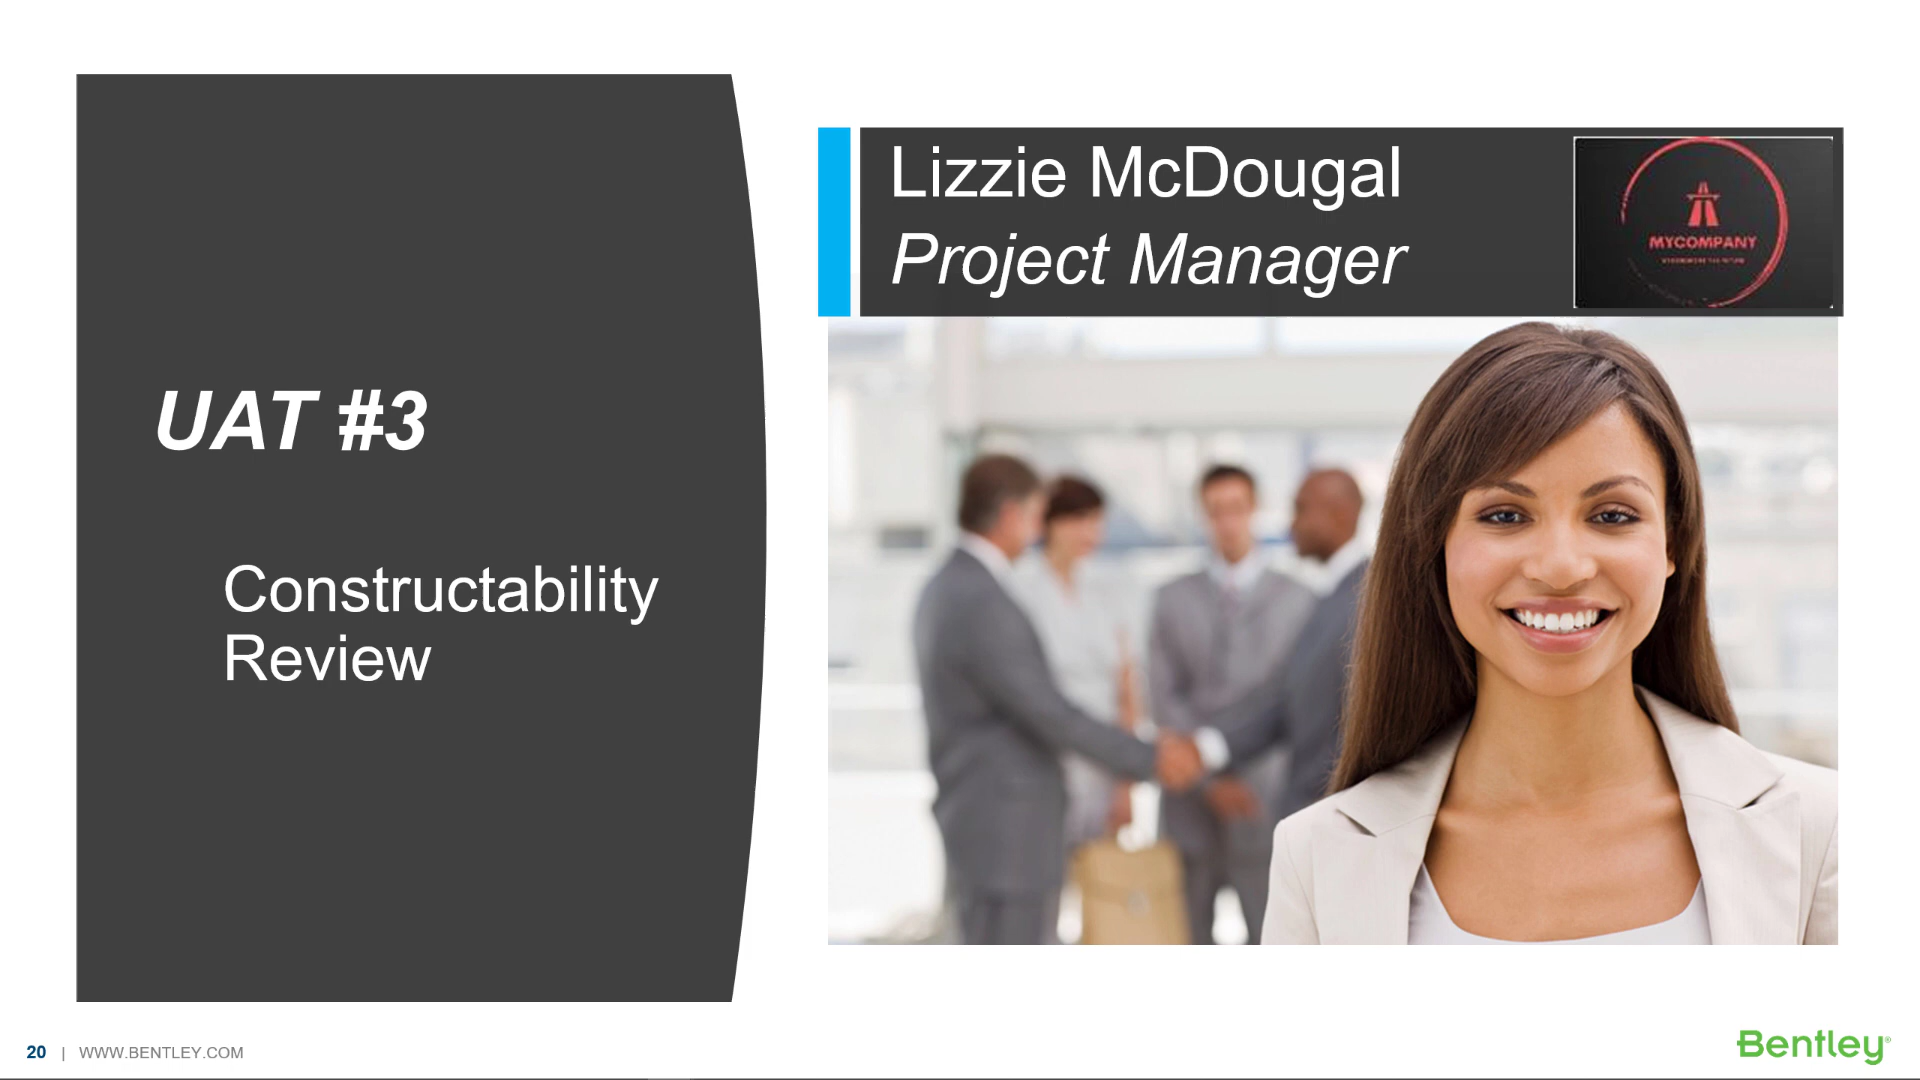 UAT #3
Constructability
Review
Lizzie McDougal
Project Manager
MYCOMPANY
20 | WWW.BENTLEY.COM
Bentley®